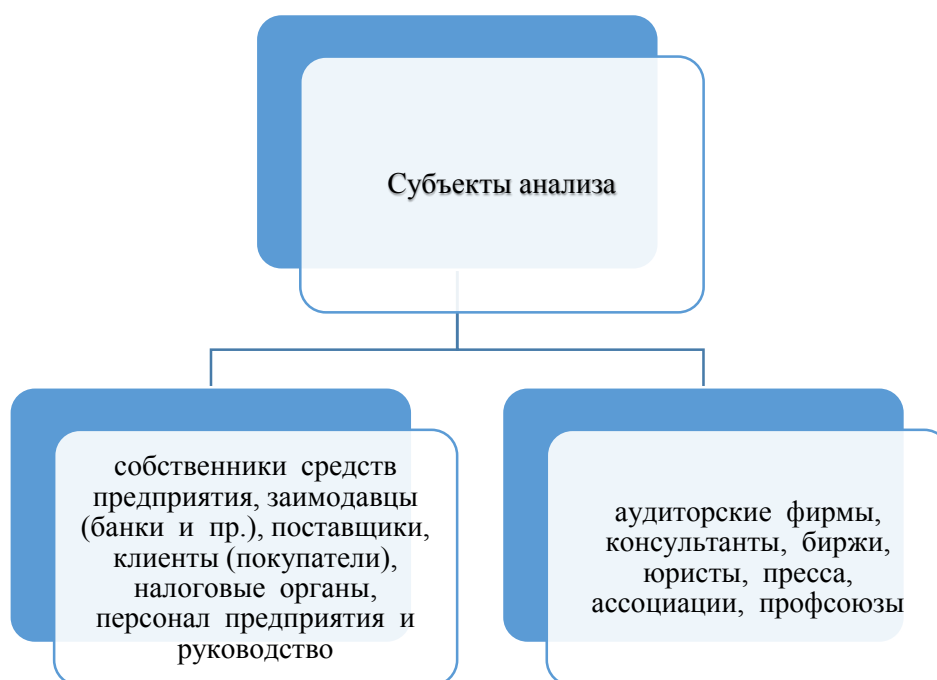 Субъекты анализа
собственники средств
предприятия, заимодавцы
(банки и пр.), поставщики,
клиенты (покупатели),
налоговые органы,
персонал предприятия и
руководство
аудиторские фирмы,
консультанты, биржи,
юристы, пресса,
ассоциации, профсоюзы